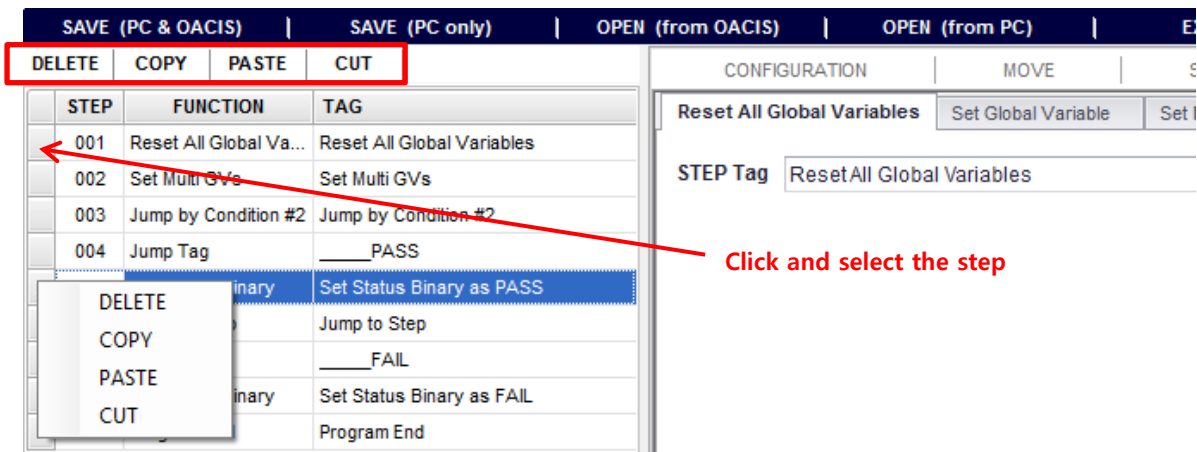 SAVE (PC & OACIS) | SAVE (PC only) | OPEN (from OACIS) | OPEN (from PC) |
DELETE COPY PASTE CUT
CONFIGURATION MOVE
STEP FUNCTION TAG
Reset All Global Variables Set Global Variable Set
001 Reset All Global Va... Reset All Global Variables
STEP Tag Reset All Global Variables
002 Set Multi GVs Set Multi GVs
003 Jump by Condition #2 Jump by Condition #2
004 Jump Tag _____PASS
Click and select the step
inary Set Status Binary as PASS
DELETE
Jump to Step
COPY
_____FAIL
PASTE
inary Set Status Binary as FAIL
CUT
Program End